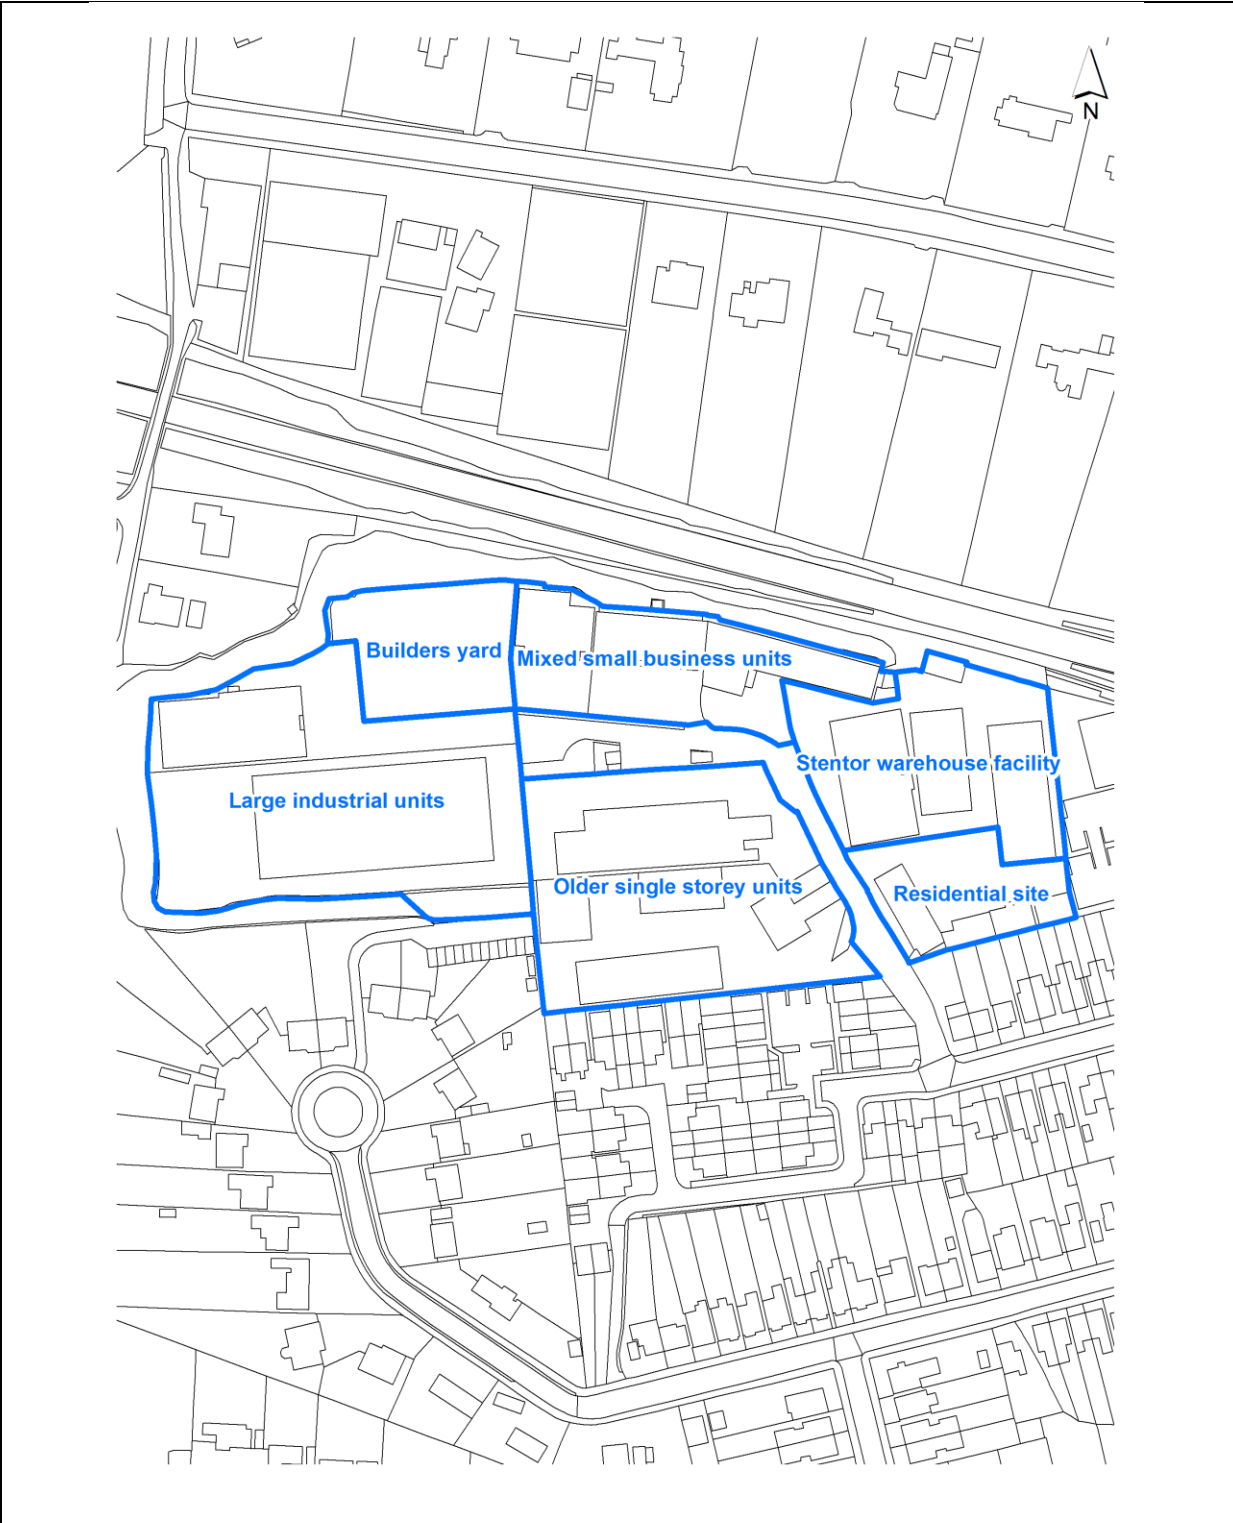 N
Builders yard
Mixed small business units
Stentor warehouse facility
Large industrial units
Older single storey units
Residential site